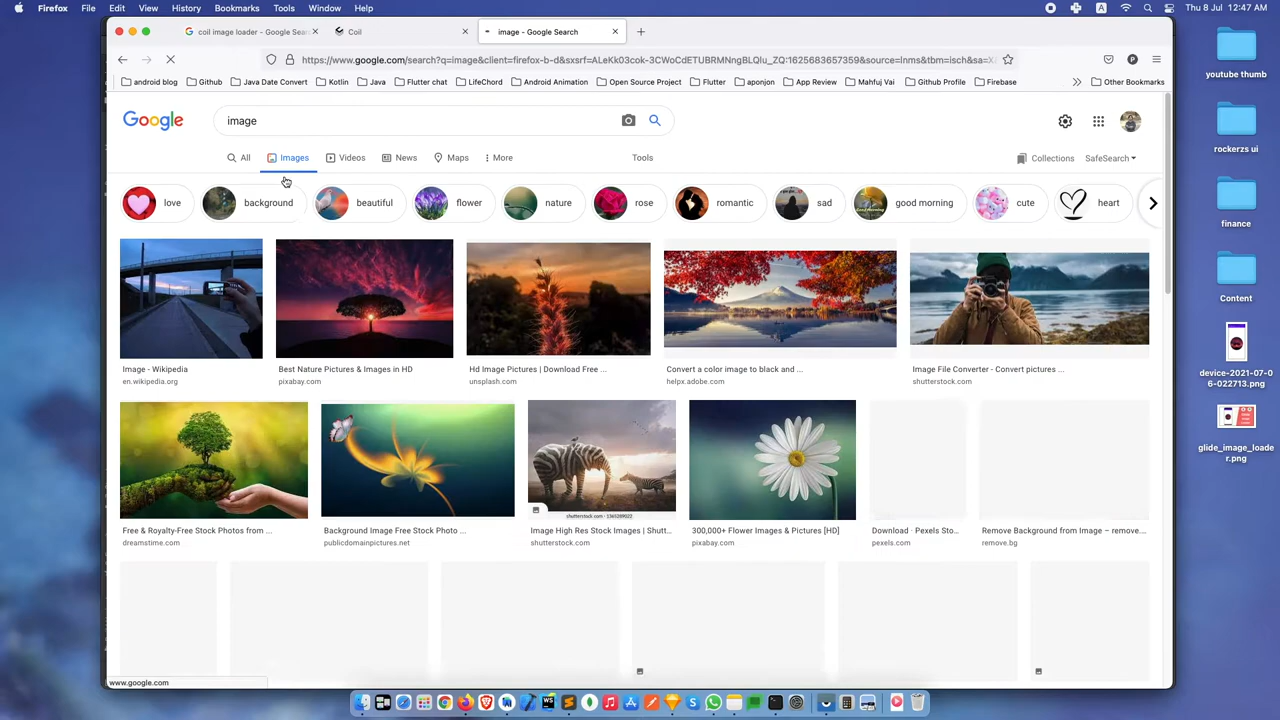 Firefox File Edit View History Bookmarks Tools Window Help
A
Thu 8 Jul 12:47 AM
coil image loader - Google Sear
Coil
image - Google Search
https://www.google.com/search?q=image&client=firefox-b-d&sxsrf=ALeKk03cok-3CWoCdETUBRMNngBLQlu_ZQ:1625683657359&source=lnms&tbm=isch&sa=X
P
android blog Github Java Date Convert Kotlin Java Flutter chat LifeChord Android Animation Open Source Project Flutter aponjon App Review Mahfuj Vai Github Profile Firebase Other Bookmarks
Google
image
All Images Videos News Maps More Tools Collections SafeSearch
love background beautiful flower nature rose romantic sad good morning cute heart
Image - Wikipedia
en.wikipedia.org
Best Nature Pictures & Images in HD
pixabay.com
Hd Image Pictures | Download Free ...
unsplash.com
Convert a color image to black and ...
helpx.adobe.com
Image File Converter - Convert pictures ...
shutterstock.com
Free & Royalty-Free Stock Photos from ...
dreamstime.com
Background Image Free Stock Photo ...
publicdomainpictures.net
Image High Res Stock Images | Shutt...
shutterstock.com
300,000+ Flower Images & Pictures [HD]
pixabay.com
Download · Pexels Sto...
pexels.com
Remove Background from Image – remove....
remove.bg
www.google.com
youtube thumb
rockerzs ui
finance
Content
device-2021-07-0
6-022713.png
glide_image_loade
r.png